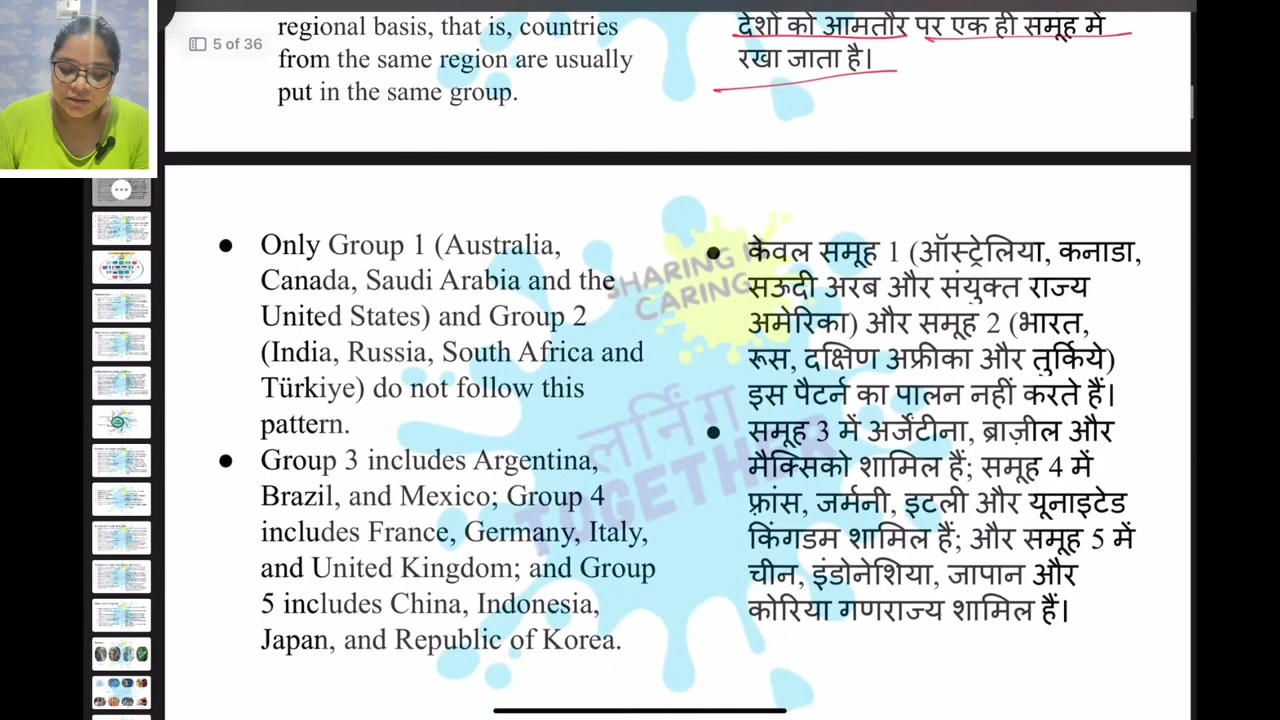 5 of 36
regional basis, that is, countries
from the same region are usually
put in the same group.
देशों को आमतौर पर एक ही समूह में
रखा जाता है।
Only Group 1 (Australia,
Canada, Saudi Arabia and the
United States) and Group 2
(India, Russia, South Africa and
Türkiye) do not follow this
pattern.
Group 3 includes Argentina,
Brazil, and Mexico; Group 4
includes France, Germany, Italy,
and United Kingdom; and Group
5 includes China, Indonesia,
Japan, and Republic of Korea.
केवल समूह 1 (ऑस्ट्रेलिया, कनाडा,
सऊदी अरब और संयुक्त राज्य
अमेरिका) और समूह 2 (भारत,
रूस, दक्षिण अफ्रीका और तुर्किये)
इस पैटर्न का पालन नहीं करते हैं।
समूह 3 में अर्जेंटीना, ब्राज़ील और
मैक्सिको शामिल हैं; समूह 4 में
फ़्रांस, जर्मनी, इटली और यूनाइटेड
किंगडम शामिल हैं; और समूह 5 में
चीन, इंडोनेशिया, जापान और
कोरिया गणराज्य शामिल हैं।
SHARING
CARING
लर्निंग